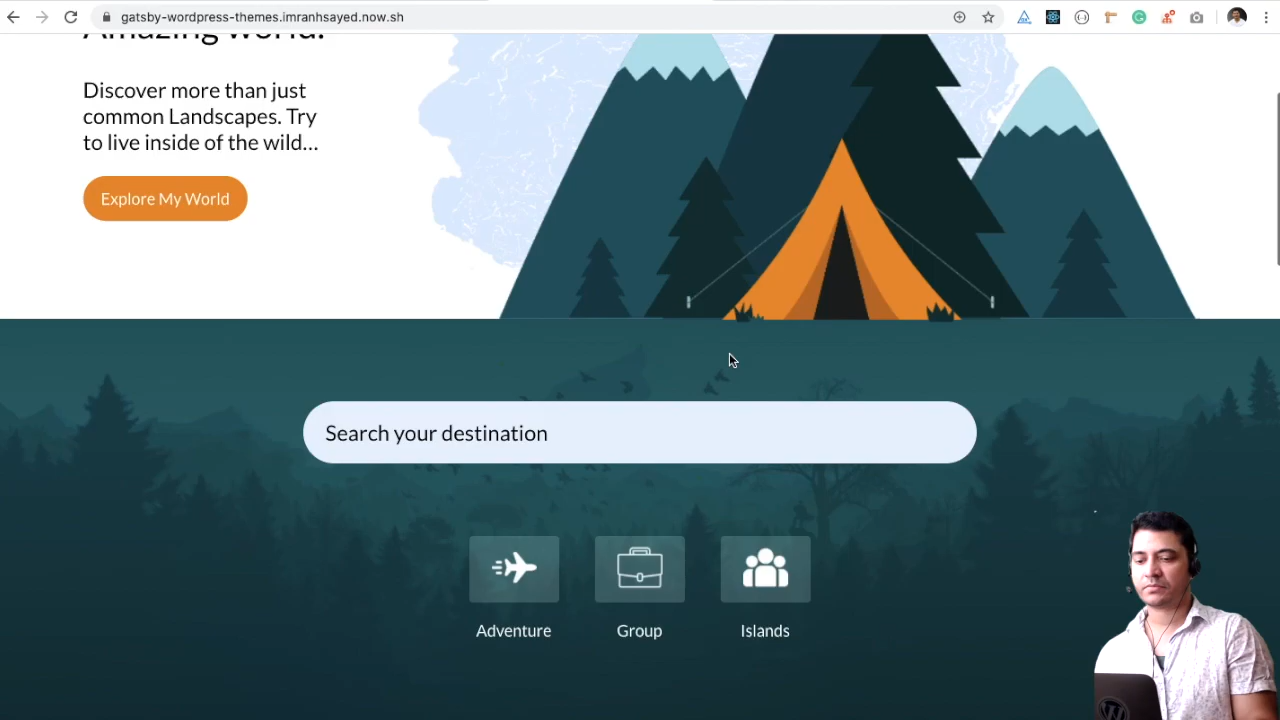 gatsby-wordpress-themes.imranhsayed.now.sh
Amazing World!
Discover more than just
common Landscapes. Try
to live inside of the wild...
Explore My World
Search your destination
Adventure
Group
Islands